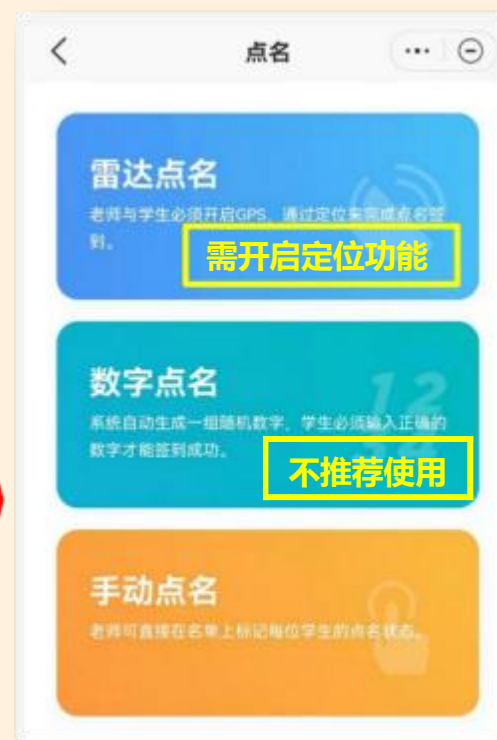 点名
雷达点名
老师与学生必须开启GPS，通过定位来完成点名签
到。
需开启定位功能
数字点名
系统自动生成一组随机数字，学生必须输入正确的
数字才能签到成功。
12
34
不推荐使用
手动点名
老师可直接在名单上标记每位学生的点名状态。